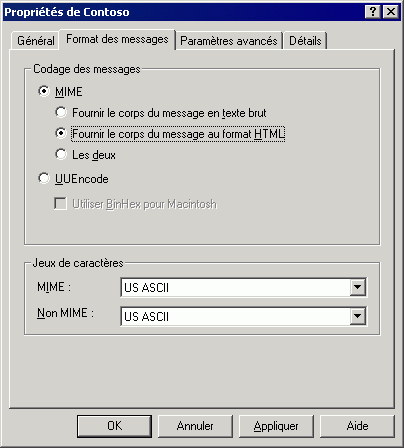 Propriétés de Contoso
Général Format des messages Paramètres avancés Détails
Codage des messages
MIME
Fournir le corps du message en texte brut
Fournir le corps du message au format HTML
Les deux
UUEncode
Utiliser BinHex pour Macintosh
Jeux de caractères
MIME : US ASCII
Non MIME : US ASCII
OK Annuler Appliquer Aide